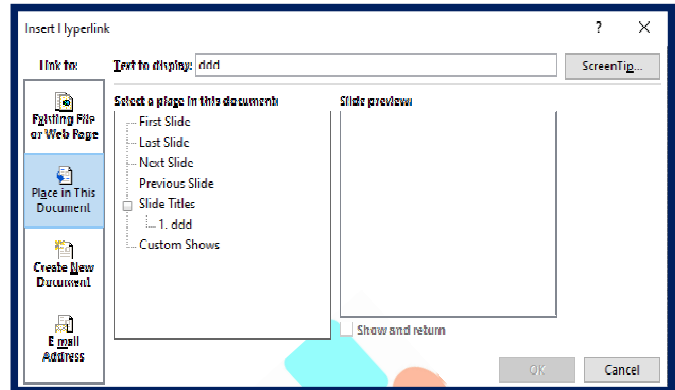 Insert Hyperlink
? X
Link to:
Text to display: ddd
ScreenTip...
Existing File or Web Page
Place in This Document
Create New Document
E-mail Address
Select a place in this document:
First Slide
Last Slide
Next Slide
Previous Slide
Slide Titles
1. ddd
Custom Shows
Slide preview:
Show and return
OK
Cancel